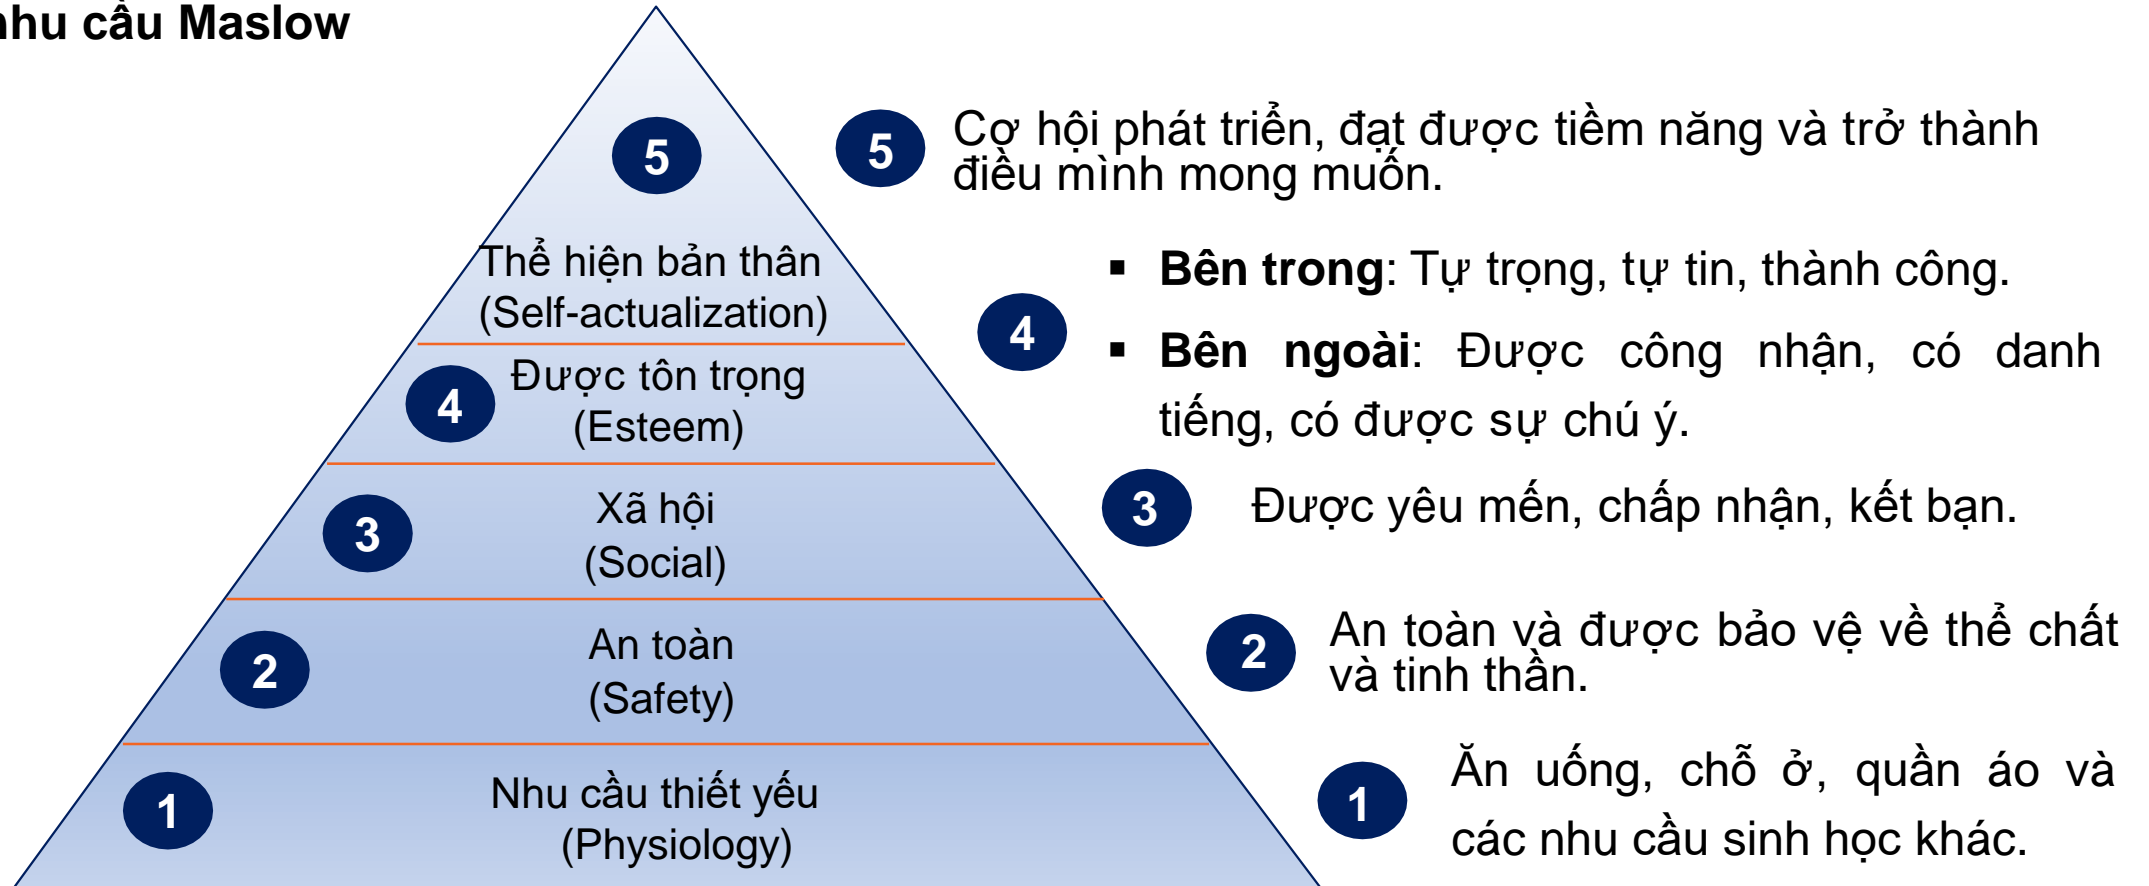 nhu cầu Maslow
5
Thể hiện bản thân
(Self-actualization)
4
Được tôn trọng
(Esteem)
3
Xã hội
(Social)
2
An toàn
(Safety)
1
Nhu cầu thiết yếu
(Physiology)
5
Cơ hội phát triển, đạt được tiềm năng và trở thành
điều mình mong muốn.
4
▪ Bên trong: Tự trọng, tự tin, thành công.
▪ Bên ngoài: Được công nhận, có danh
tiếng, có được sự chú ý.
3
Được yêu mến, chấp nhận, kết bạn.
2
An toàn và được bảo vệ về thể chất
và tinh thần.
1
Ăn uống, chỗ ở, quần áo và
các nhu cầu sinh học khác.